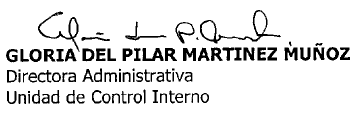 GLORIA DEL PILAR MARTINEZ MUÑOZ
Directora Administrativa
Unidad de Control Interno